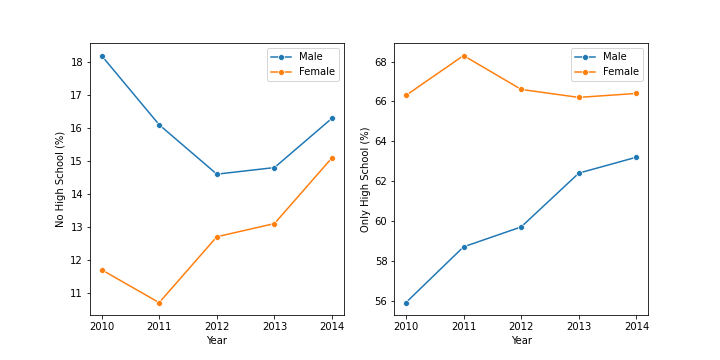 No High School (%)
18
17
16
15
14
13
12
11
Male
Female
2010 2011 2012 2013 2014
Year
Only High School (%)
68
66
64
62
60
58
56
Male
Female
2010 2011 2012 2013 2014
Year